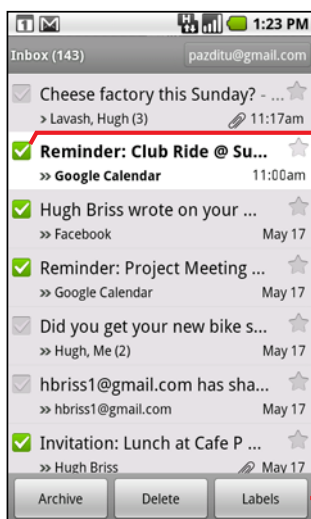 1 1:23 PM
Inbox (143) pazditu@gmail.com
Cheese factory this Sunday? - ...
> Lavash, Hugh (3) 11:17am
Reminder: Club Ride @ Su...
» Google Calendar 11:00am
Hugh Briss wrote on your ...
» Facebook May 17
Reminder: Project Meeting ...
» Google Calendar May 17
Did you get your new bike s...
» Hugh, Me (2) May 17
hbriss1@gmail.com has sha...
» hbriss1@gmail.com May 17
Invitation: Lunch at Cafe P ...
» Hugh Briss May 17
Archive Delete Labels